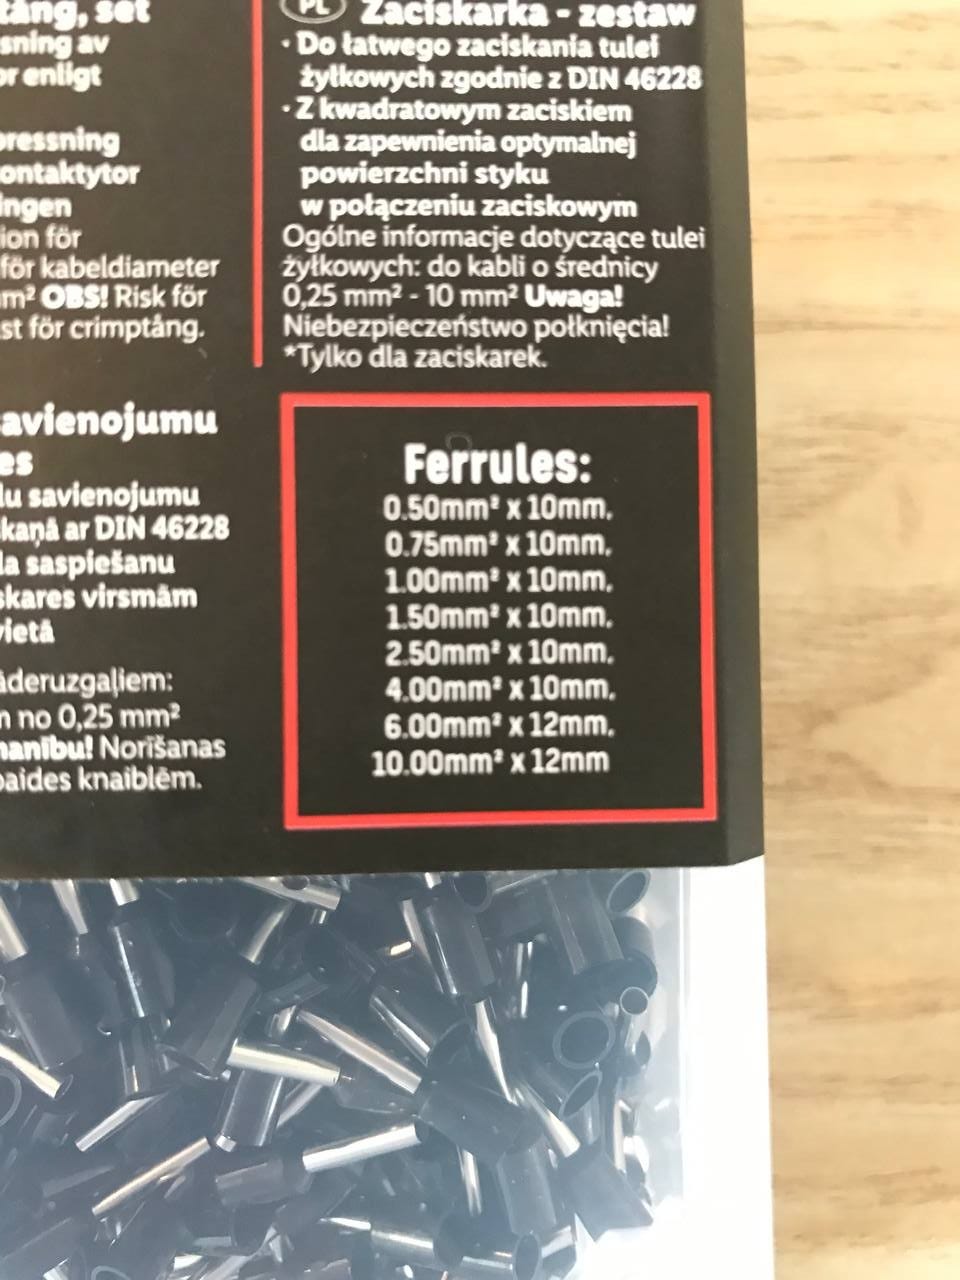 tång, set
sning av
or enligt
pressning
ontaktytor
ingen
ion för
för kabeldiameter
m² OBS! Risk för
st för crimptång.
PL Zaciskarka - zestaw
· Do łatwego zaciskania tulei
żyłkowych zgodnie z DIN 46228
· Z kwadratowym zaciskiem
dla zapewnienia optymalnej
powierzchni styku
w połączeniu zaciskowym
Ogólne informacje dotyczące tulei
żyłkowych: do kabli o średnicy
0,25 mm² - 10 mm² Uwaga!
Niebezpieczeństwo połknięcia!
*Tylko dla zaciskarek.
savienojumu
es
lu savienojumu
skaņā ar DIN 46228
la saspiešanu
skares virsmām
vietā
āderuzgaļiem:
n no 0,25 mm²
manību! Norīšanas
paides knaiblēm.
Ferrules:
0.50mm² x 10mm.
0.75mm² x 10mm.
1.00mm² x 10mm.
1.50mm² x 10mm.
2.50mm² x 10mm.
4.00mm² x 10mm.
6.00mm² x 12mm.
10.00mm² x 12mm